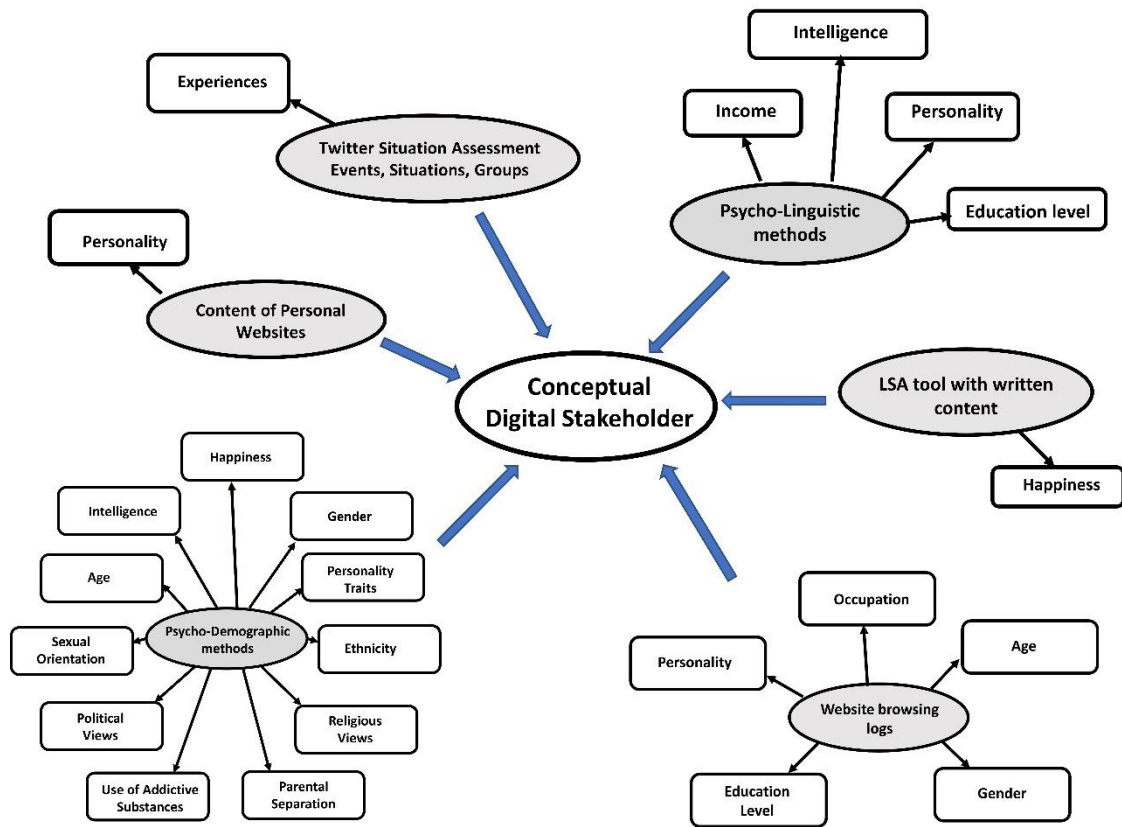 Intelligence
Experiences
Income
Personality
Twitter Situation Assessment
Events, Situations, Groups
Psycho-Linguistic
methods
Education level
Personality
Content of Personal
Websites
Conceptual
Digital Stakeholder
LSA tool with written
content
Happiness
Happiness
Intelligence
Gender
Age
Personality
Traits
Psycho-Demographic
methods
Sexual
Orientation
Ethnicity
Political
Views
Religious
Views
Use of Addictive
Substances
Parental
Separation
Occupation
Personality
Age
Website browsing
logs
Education
Level
Gender